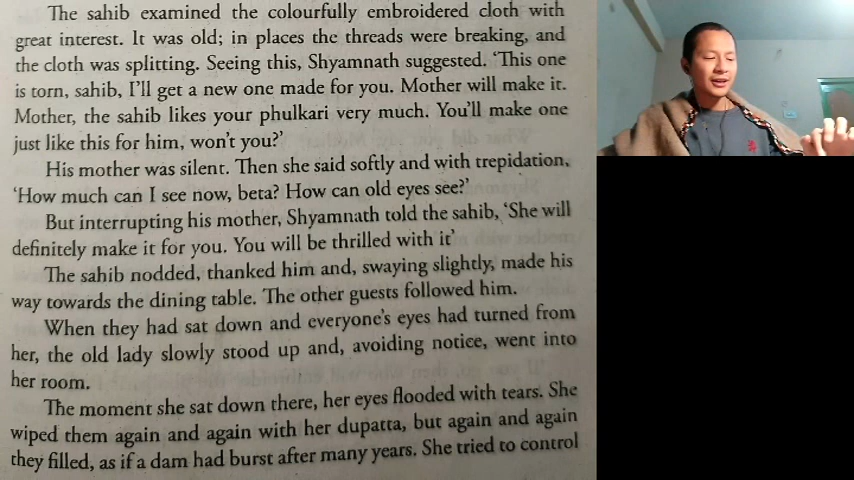 The sahib examined the colourfully embroidered cloth with
great interest. It was old; in places the threads were breaking, and
the cloth was splitting. Seeing this, Shyamnath suggested. 'This one
is torn, sahib, I'll get a new one made for you. Mother will make it.
Mother, the sahib likes your phulkari very much. You'll make one
just like this for him, won't you?'
His mother was silent. Then she said softly and with trepidation,
'How much can I see now, beta? How can old eyes see?'
But interrupting his mother, Shyamnath told the sahib, 'She will
definitely make it for you. You will be thrilled with it'
The sahib nodded, thanked him and, swaying slightly, made his
way towards the dining table. The other guests followed him.
When they had sat down and everyone's eyes had turned from
her, the old lady slowly stood up and, avoiding notice, went into
her room.
The moment she sat down there, her eyes flooded with tears. She
wiped them again and again with her dupatta, but again and again
they filled, as if a dam had burst after many years. She tried to control